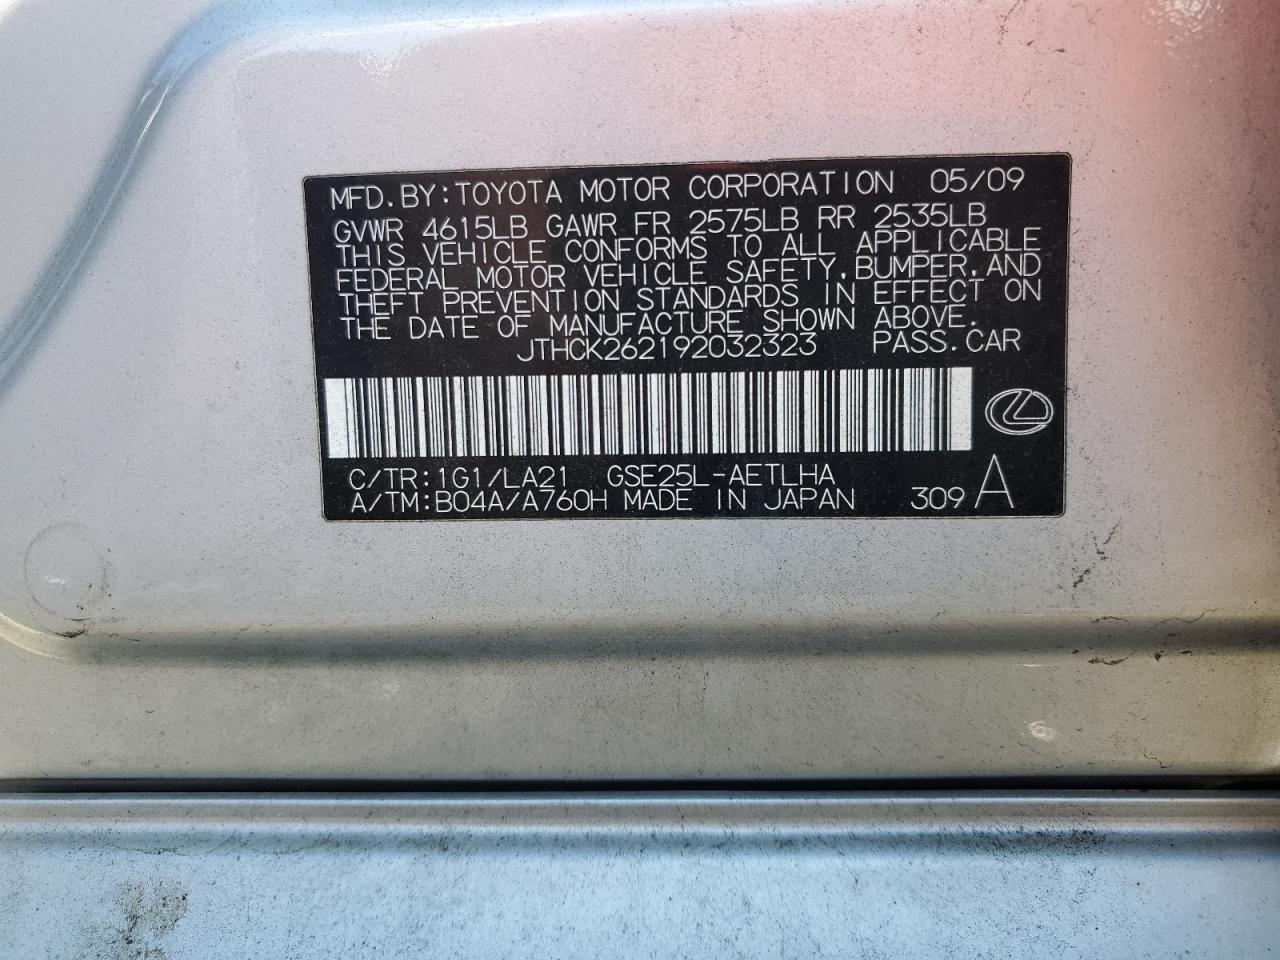 MFD.BY:TOYOTA MOTOR CORPORATION 05/09
GVWR 4615LB GAWR FR 2575LB RR 2535LB
THIS VEHICLE CONFORMS TO ALL APPLICABLE
FEDERAL MOTOR VEHICLE SAFETY,BUMPER,AND
THEFT PREVENTION STANDARDS IN EFFECT ON
THE DATE OF MANUFACTURE SHOWN ABOVE.
JTHCK262192032323 PASS.CAR
C/TR:1G1/LA21 GSE25L-AETLHA
A/TM:B04A/A760H MADE IN JAPAN 309 A